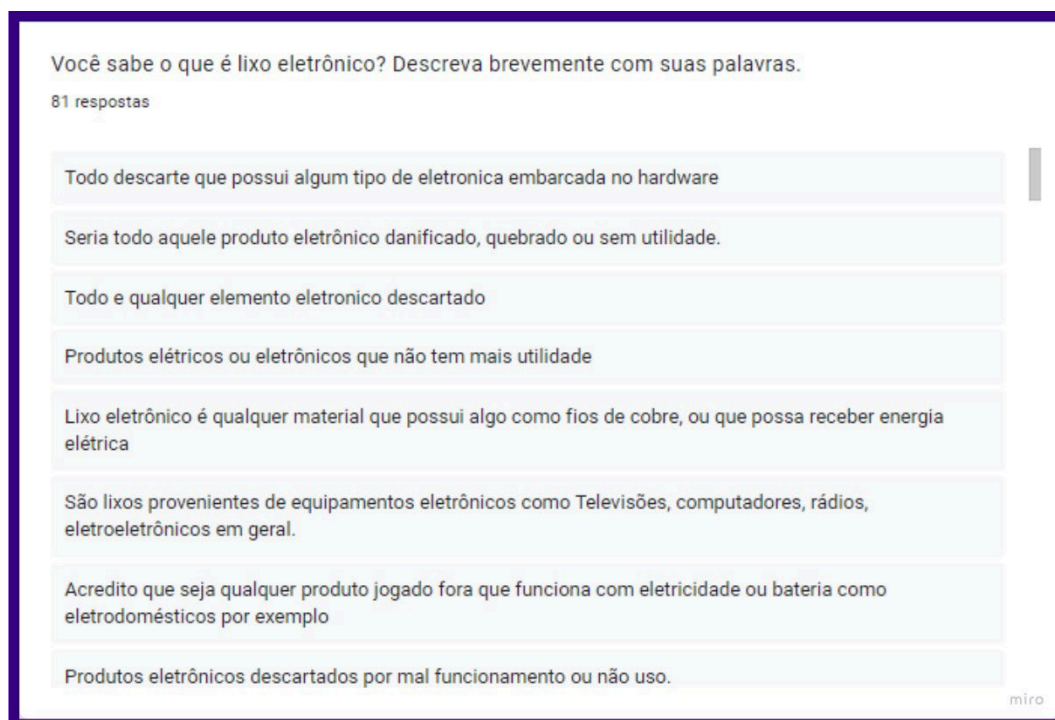 Você sabe o que é lixo eletrônico? Descreva brevemente com suas palavras.
81 respostas
Todo descarte que possui algum tipo de eletronica embarcada no hardware
Seria todo aquele produto eletrônico danificado, quebrado ou sem utilidade.
Todo e qualquer elemento eletronico descartado
Produtos elétricos ou eletrônicos que não tem mais utilidade
Lixo eletrônico é qualquer material que possui algo como fios de cobre, ou que possa receber energia
elétrica
São lixos provenientes de equipamentos eletrônicos como Televisões, computadores, rádios,
eletroeletrônicos em geral.
Acredito que seja qualquer produto jogado fora que funciona com eletricidade ou bateria como
eletrodomésticos por exemplo
Produtos eletrônicos descartados por mal funcionamento ou não uso.
miro